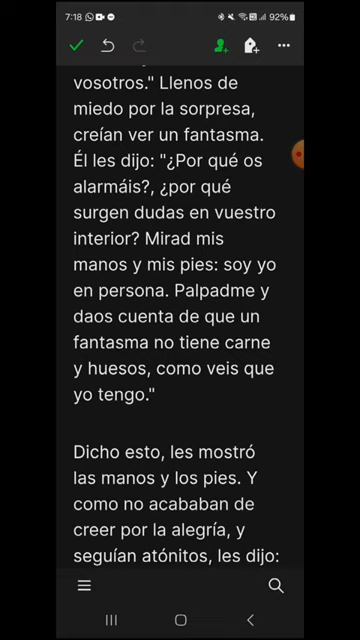 7:18
92%
vosotros." Llenos de
miedo por la sorpresa,
creían ver un fantasma.
Él les dijo: "¿Por qué os
alarmáis?, ¿por qué
surgen dudas en vuestro
interior? Mirad mis
manos y mis pies: soy yo
en persona. Palpadme y
daos cuenta de que un
fantasma no tiene carne
y huesos, como veis que
yo tengo."
Dicho esto, les mostró
las manos y los pies. Y
como no acababan de
creer por la alegría, y
seguían atónitos, les dijo: